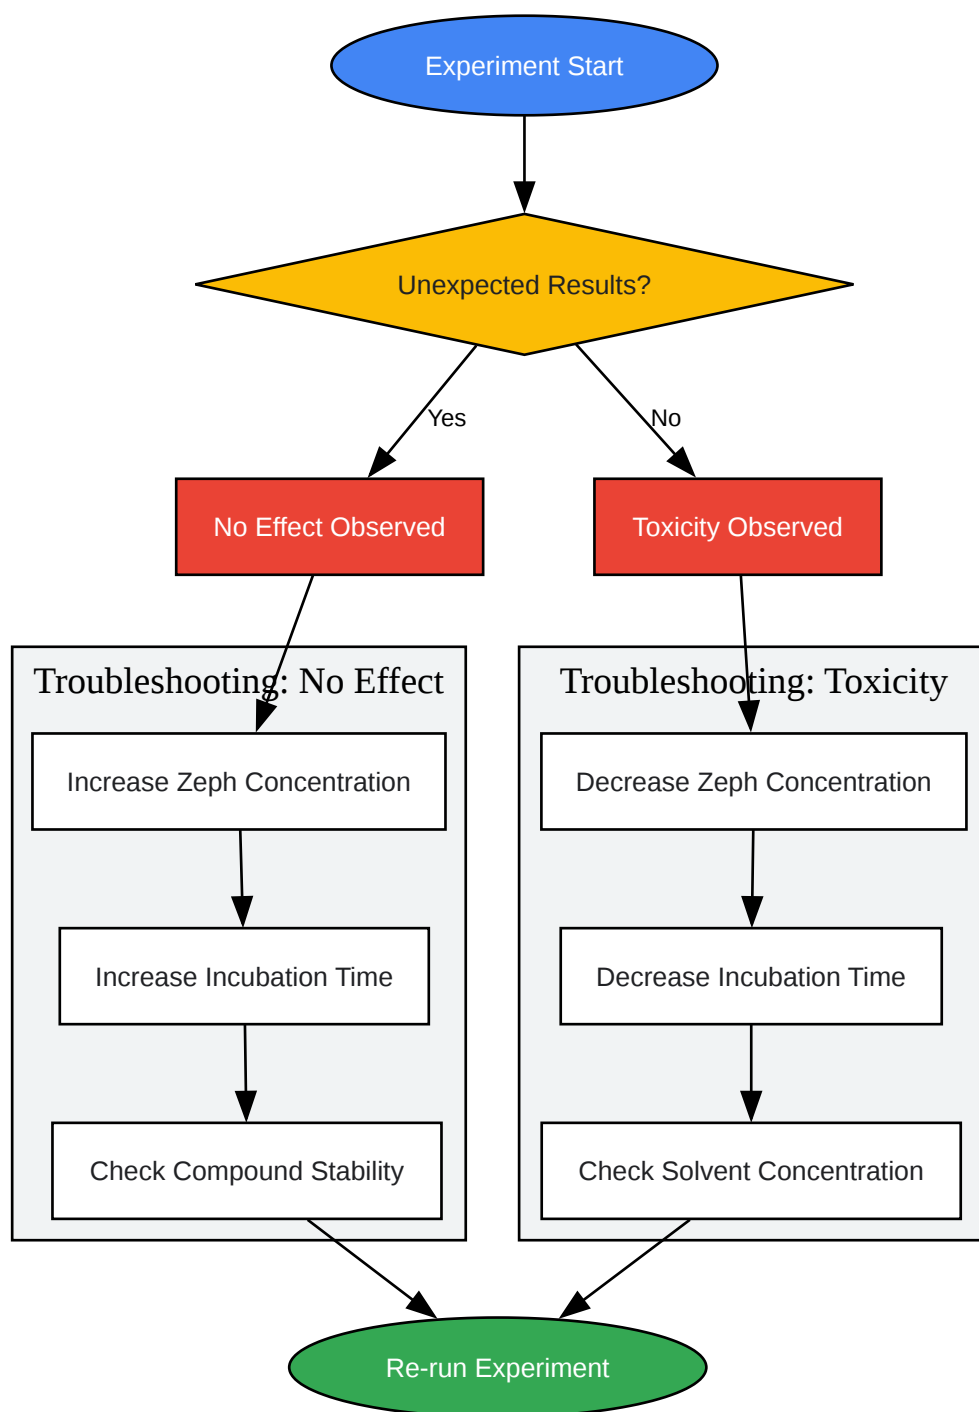 Experiment Start
Unexpected Results?
Yes
No
No Effect Observed
Toxicity Observed
Troubleshooting: No Effect
Troubleshooting: Toxicity
Increase Zeph Concentration
Decrease Zeph Concentration
Increase Incubation Time
Decrease Incubation Time
Check Compound Stability
Check Solvent Concentration
Re-run Experiment